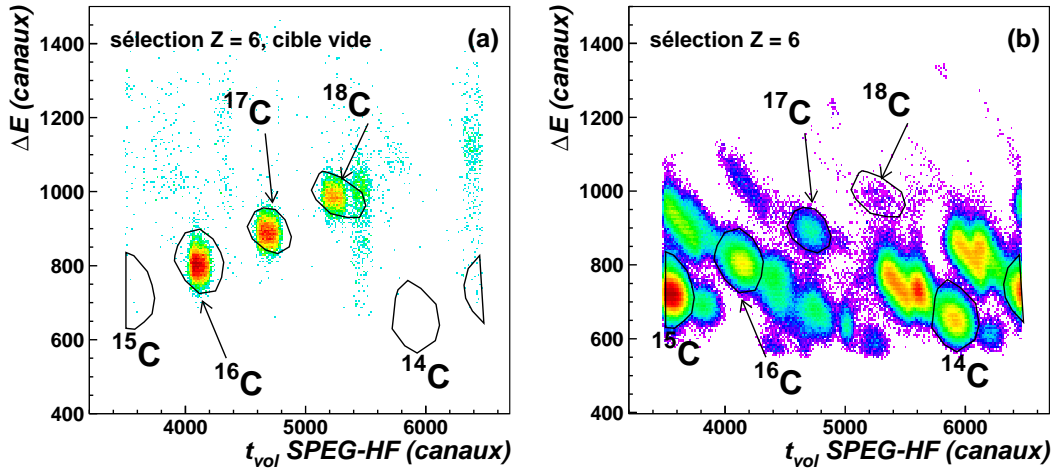 sélection Z = 6, cible vide
(a)
ΔE (canaux)
1400
1200
1000
800
600
400
¹⁷C
¹⁸C
¹⁵C
¹⁶C
¹⁴C
4000 5000 6000
t_vol SPEG-HF (canaux)
sélection Z = 6
(b)
ΔE (canaux)
1400
1200
1000
800
600
400
¹⁷C
¹⁸C
¹⁵C
¹⁶C
¹⁴C
4000 5000 6000
t_vol SPEG-HF (canaux)